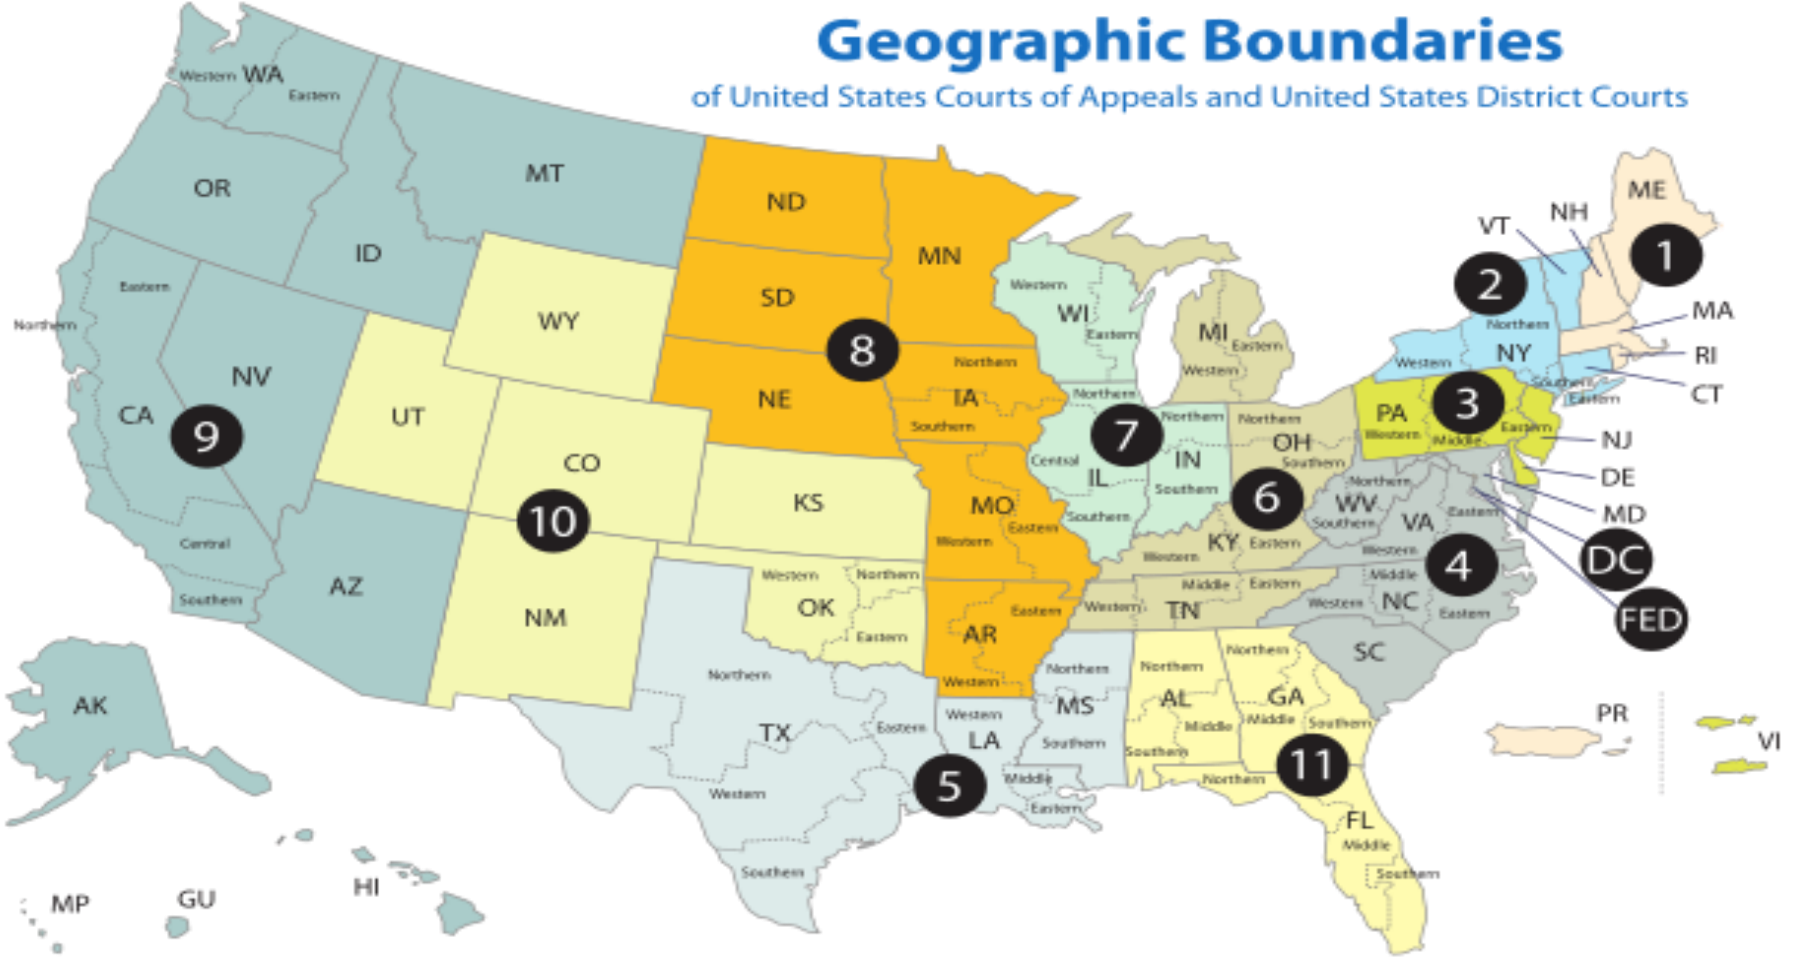 Geographic Boundaries
of United States Courts of Appeals and United States District Courts
Western WA
Eastern
OR
ID
MT
ND
MN
SD
8
NE
Northern
IA
Southern
WY
Eastern
Northern
NV
CA
9
Central
Southern
UT
CO
10
KS
AZ
NM
MO
Eastern
Western
Western
Northern
OK
Eastern
Eastern
AR
Western
Western
WI
Eastern
MI
Eastern
Western
Northern
7
Central
IL
Southern
Northern
IN
Southern
Northern
OH
Southern
6
KY
Western
Eastern
Western
Middle
Eastern
TN
ME
NH
VT
1
2
Northern
Western
NY
Southern
Eastern
MA
RI
CT
PA
3
Western
Middle
Eastern
NJ
DE
MD
DC
FED
Northern
WV
Southern
VA
Eastern
Western
4
Middle
Western
NC
Eastern
SC
Northern
TX
Eastern
Western
Southern
5
Western
LA
Middle
Eastern
Northern
MS
Southern
Northern
AL
Middle
Southern
Northern
GA
Middle
Southern
11
Northern
FL
Middle
Southern
AK
HI
MP
GU
PR
VI